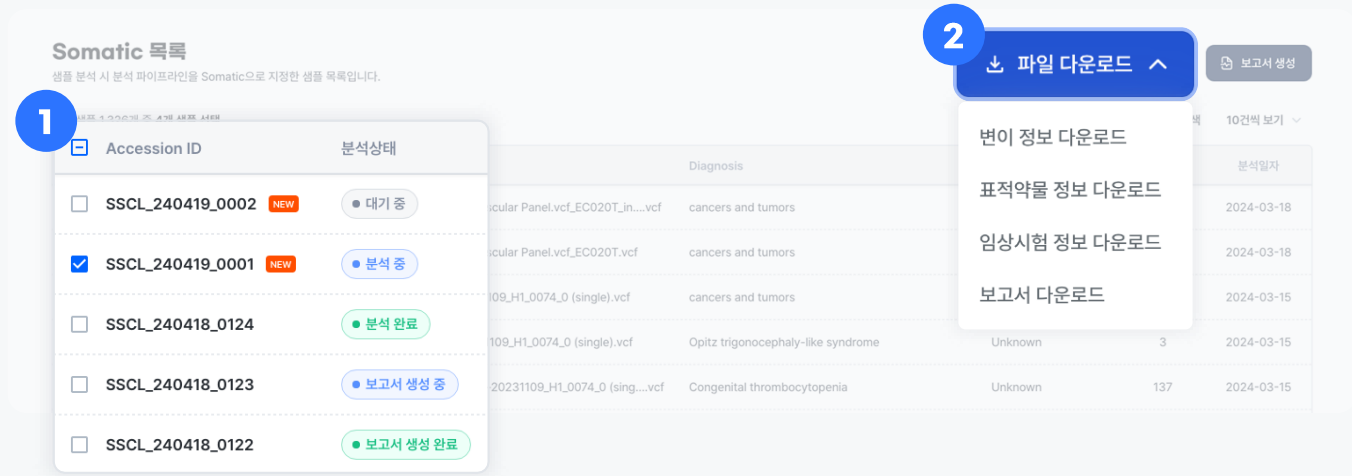 2
Somatic 목록
파일 다운로드
보고서 생성
샘플 분석 시 분석 파이프라인을 Somatic으로 지정한 샘플 목록입니다.
1
샘플 1,326개 중 4개 샘플 선택
색
10건씩 보기
변이 정보 다운로드
표적약물 정보 다운로드
임상시험 정보 다운로드
보고서 다운로드
Accession ID 분석상태
SSCL_240419_0002 NEW 대기 중
SSCL_240419_0001 NEW 분석 중
SSCL_240418_0124 분석 완료
SSCL_240418_0123 보고서 생성 중
SSCL_240418_0122 보고서 생성 완료
Diagnosis 분석일자
scular Panel.vcf_EC020T_in....vcf cancers and tumors 2024-03-18
scular Panel.vcf_EC020T.vcf cancers and tumors 2024-03-18
109_H1_0074_0 (single).vcf cancers and tumors 2024-03-15
109_H1_0074_0 (single).vcf Opitz trigonocephaly-like syndrome Unknown 3 2024-03-15
-20231109_H1_0074_0 (sing....vcf Congenital thrombocytopenia Unknown 137 2024-03-15